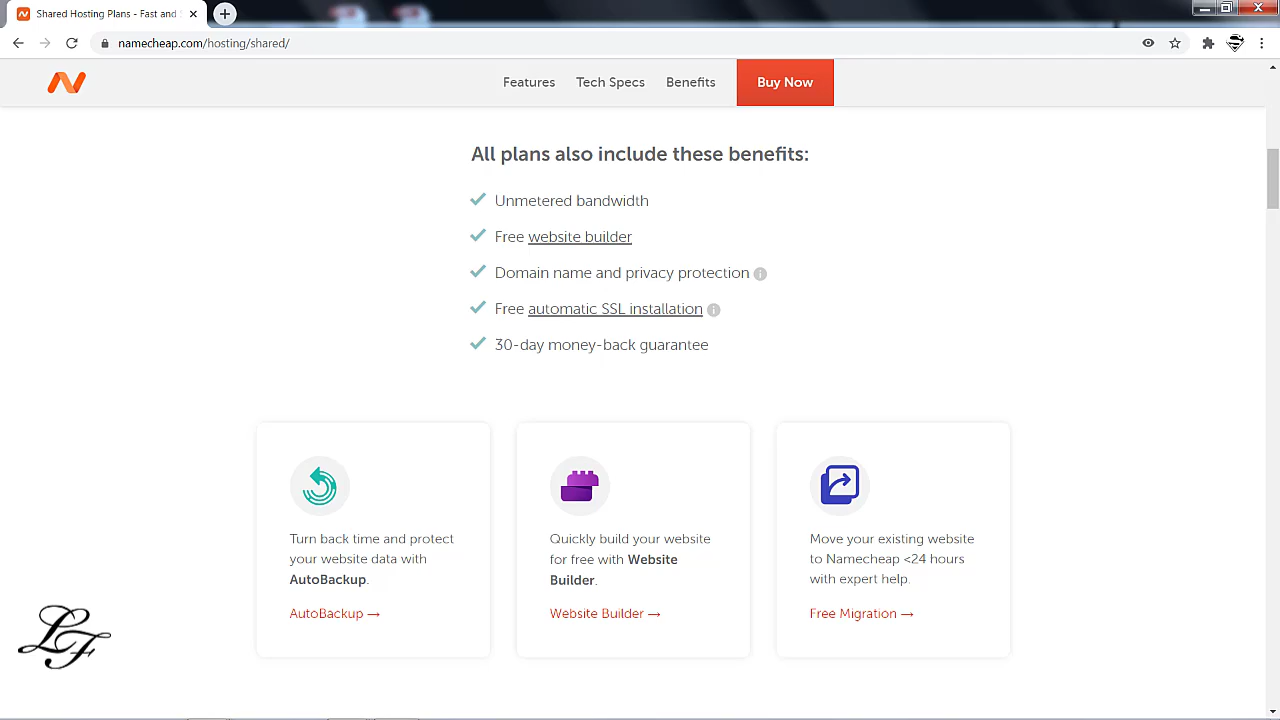 Shared Hosting Plans - Fast and
namecheap.com/hosting/shared/
Features Tech Specs Benefits Buy Now
All plans also include these benefits:
Unmetered bandwidth
Free website builder
Domain name and privacy protection
Free automatic SSL installation
30-day money-back guarantee
Turn back time and protect
your website data with
AutoBackup.
AutoBackup →
Quickly build your website
for free with Website
Builder.
Website Builder →
Move your existing website
to Namecheap <24 hours
with expert help.
Free Migration →
LF